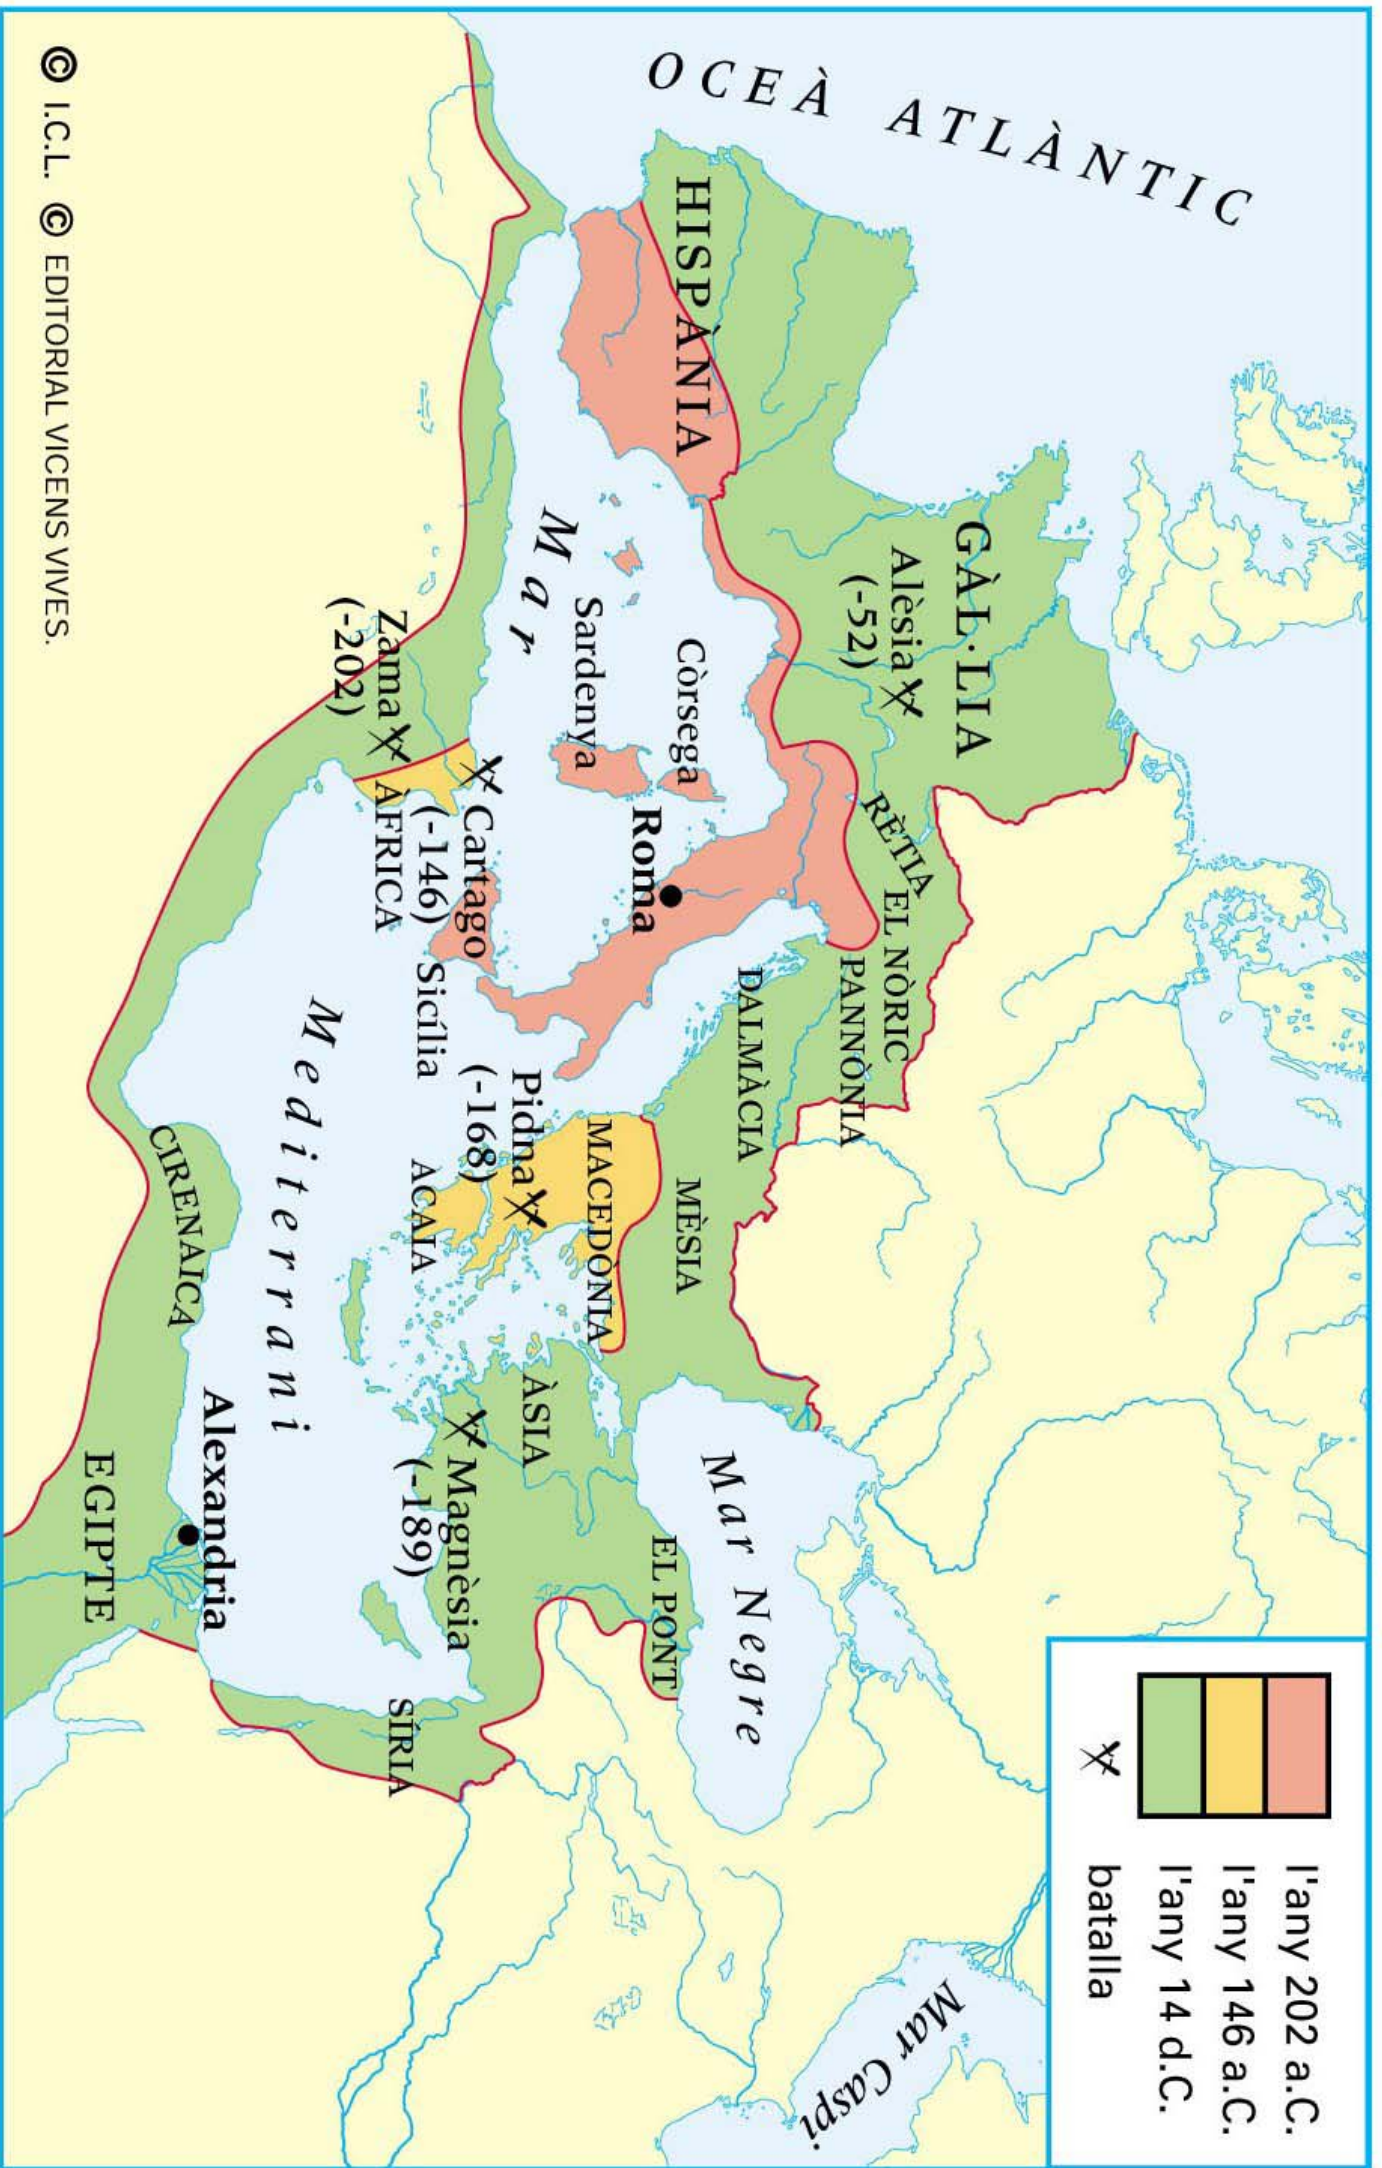 OCEÀ ATLÀNTIC
HISPÀNIA
GÀL·LIA
Alèsia
(-52)
RÈTIA
EL NÒRIC
PANNÒNIA
DALMÀCIA
MÈSIA
Mar Negre
Mar Caspi
Còrsega
Sardenya
Roma
MACEDÒNIA
Pidna
(-168)
ACAIA
ÀSIA
EL PONT
Magnèsia
(-189)
SÍRIA
Mar
Mediterrani
Cartago
(-146)
Sicília
ÀFRICA
Zama
(-202)
CIRENAICA
Alexandria
EGIPTE
l'any 202 a.C.
l'any 146 a.C.
l'any 14 d.C.
batalla
© I.C.L. © EDITORIAL VICENS VIVES.